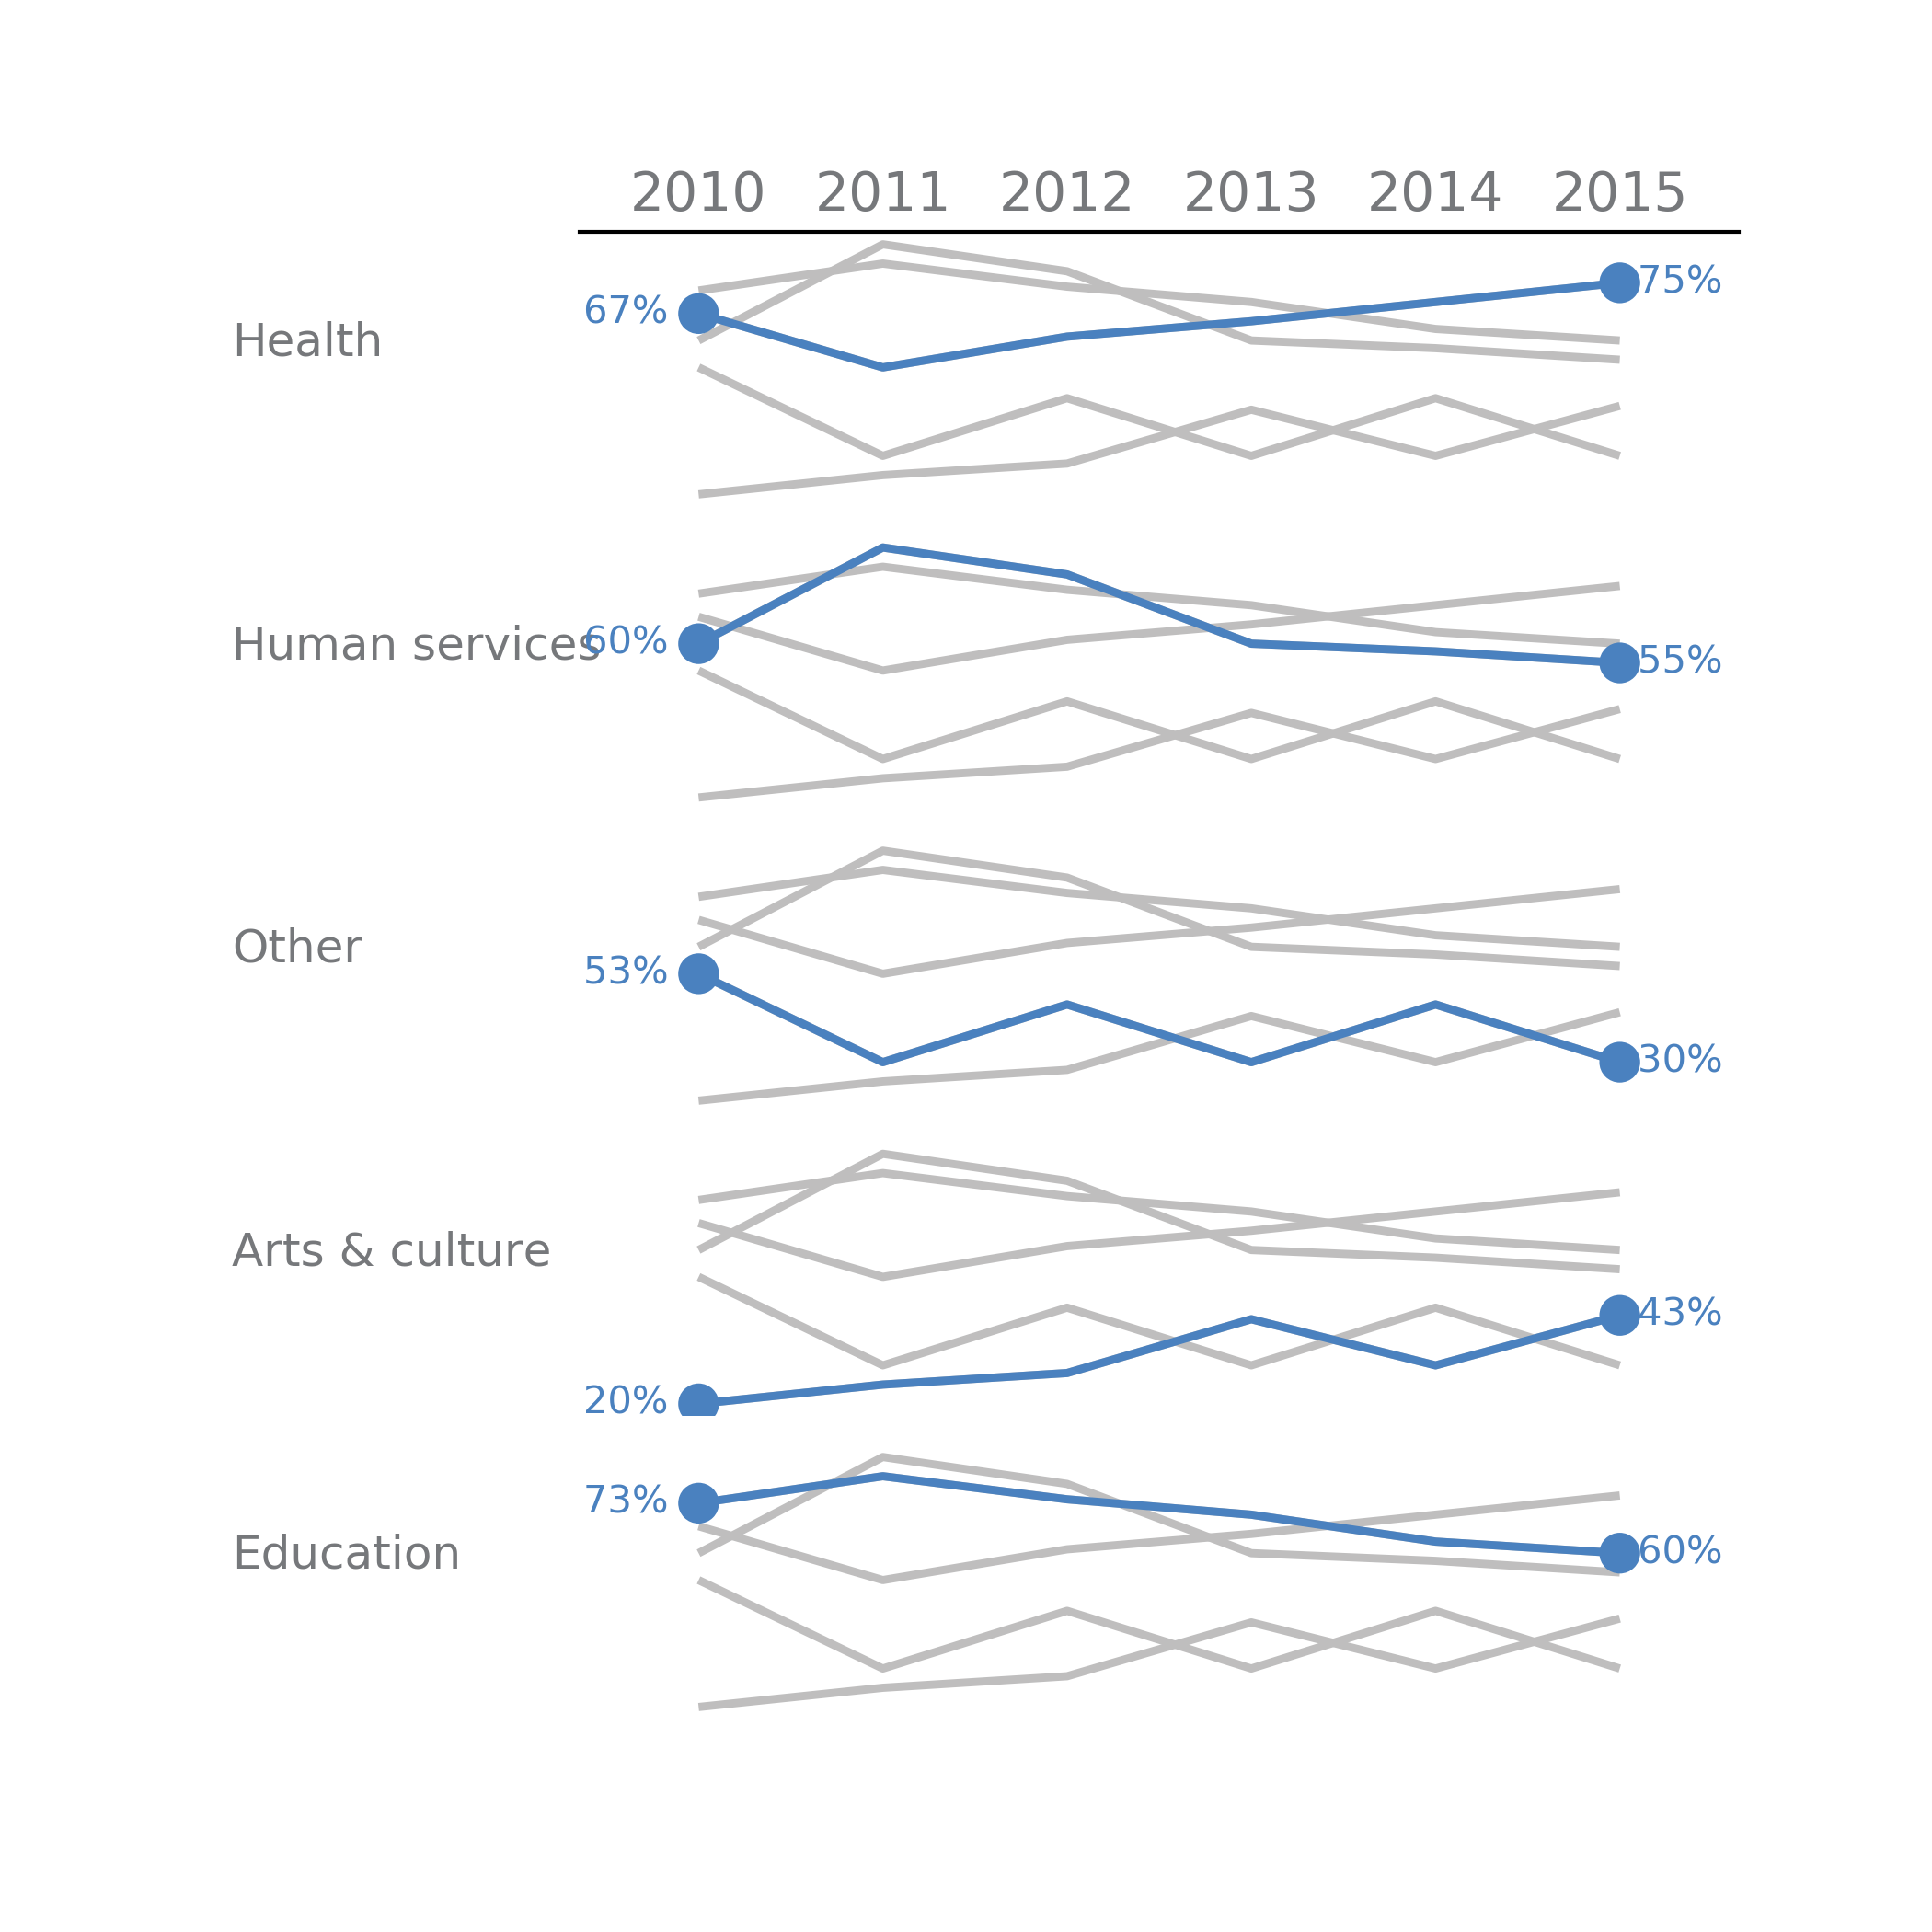 2010 2011 2012 2013 2014 2015
67% 75%
Health
Human services 60% 55%
Other
53% 30%
Arts & culture
43%
20%
73% 60%
Education